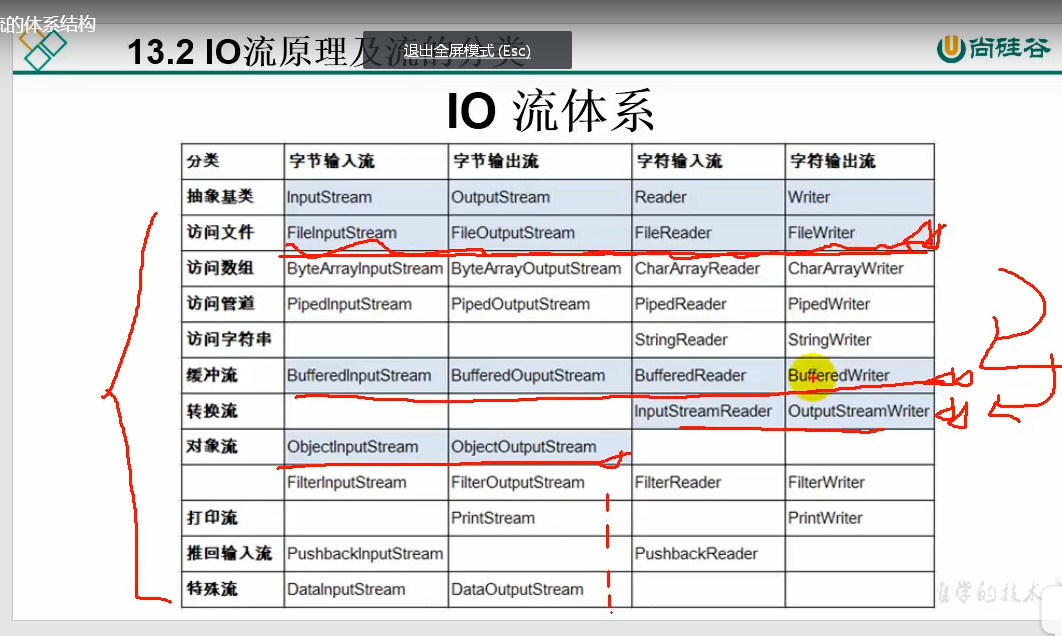 流的体系结构
13.2 IO流原理及流的分类
退出全屏模式 (Esc)
尚硅谷
IO 流体系
分类 字节输入流 字节输出流 字符输入流 字符输出流
抽象基类 InputStream OutputStream Reader Writer
访问文件 FileInputStream FileOutputStream FileReader FileWriter
访问数组 ByteArrayInputStream ByteArrayOutputStream CharArrayReader CharArrayWriter
访问管道 PipedInputStream PipedOutputStream PipedReader PipedWriter
访问字符串 StringReader StringWriter
缓冲流 BufferedInputStream BufferedOuputStream BufferedReader BufferedWriter
转换流 InputStreamReader OutputStreamWriter
对象流 ObjectInputStream ObjectOutputStream
FilterInputStream FilterOutputStream FilterReader FilterWriter
打印流 PrintStream PrintWriter
推回输入流 PushbackInputStream PushbackReader
特殊流 DataInputStream DataOutputStream
学的技术